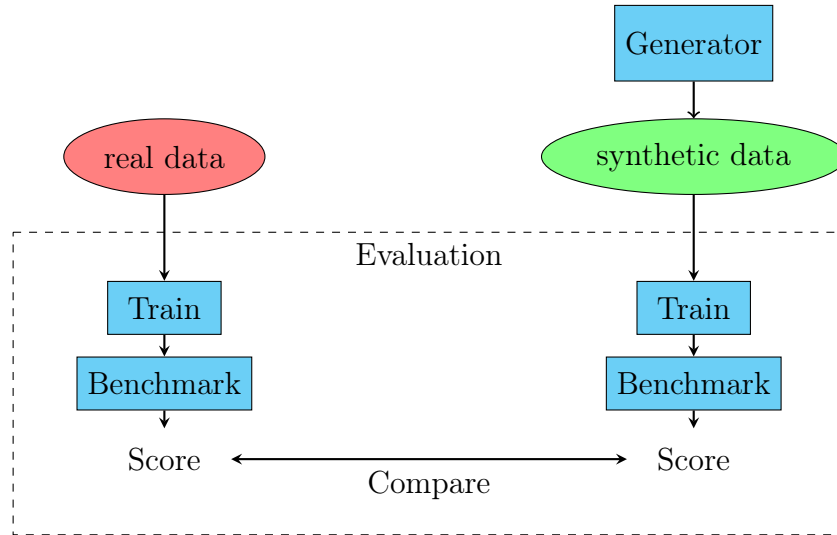 Generator
real data
synthetic data
Evaluation
Train
Train
Benchmark
Benchmark
Score
Score
Compare